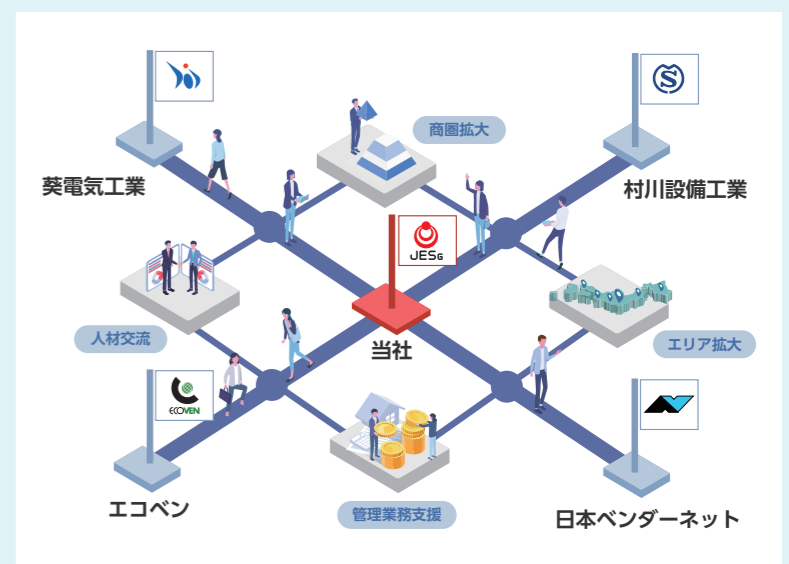 商圏拡大
葵電気工業
村川設備工業
S
JESG
人材交流
当社
エリア拡大
ECOVEN
エコベン
管理業務支援
日本ベンダーネット